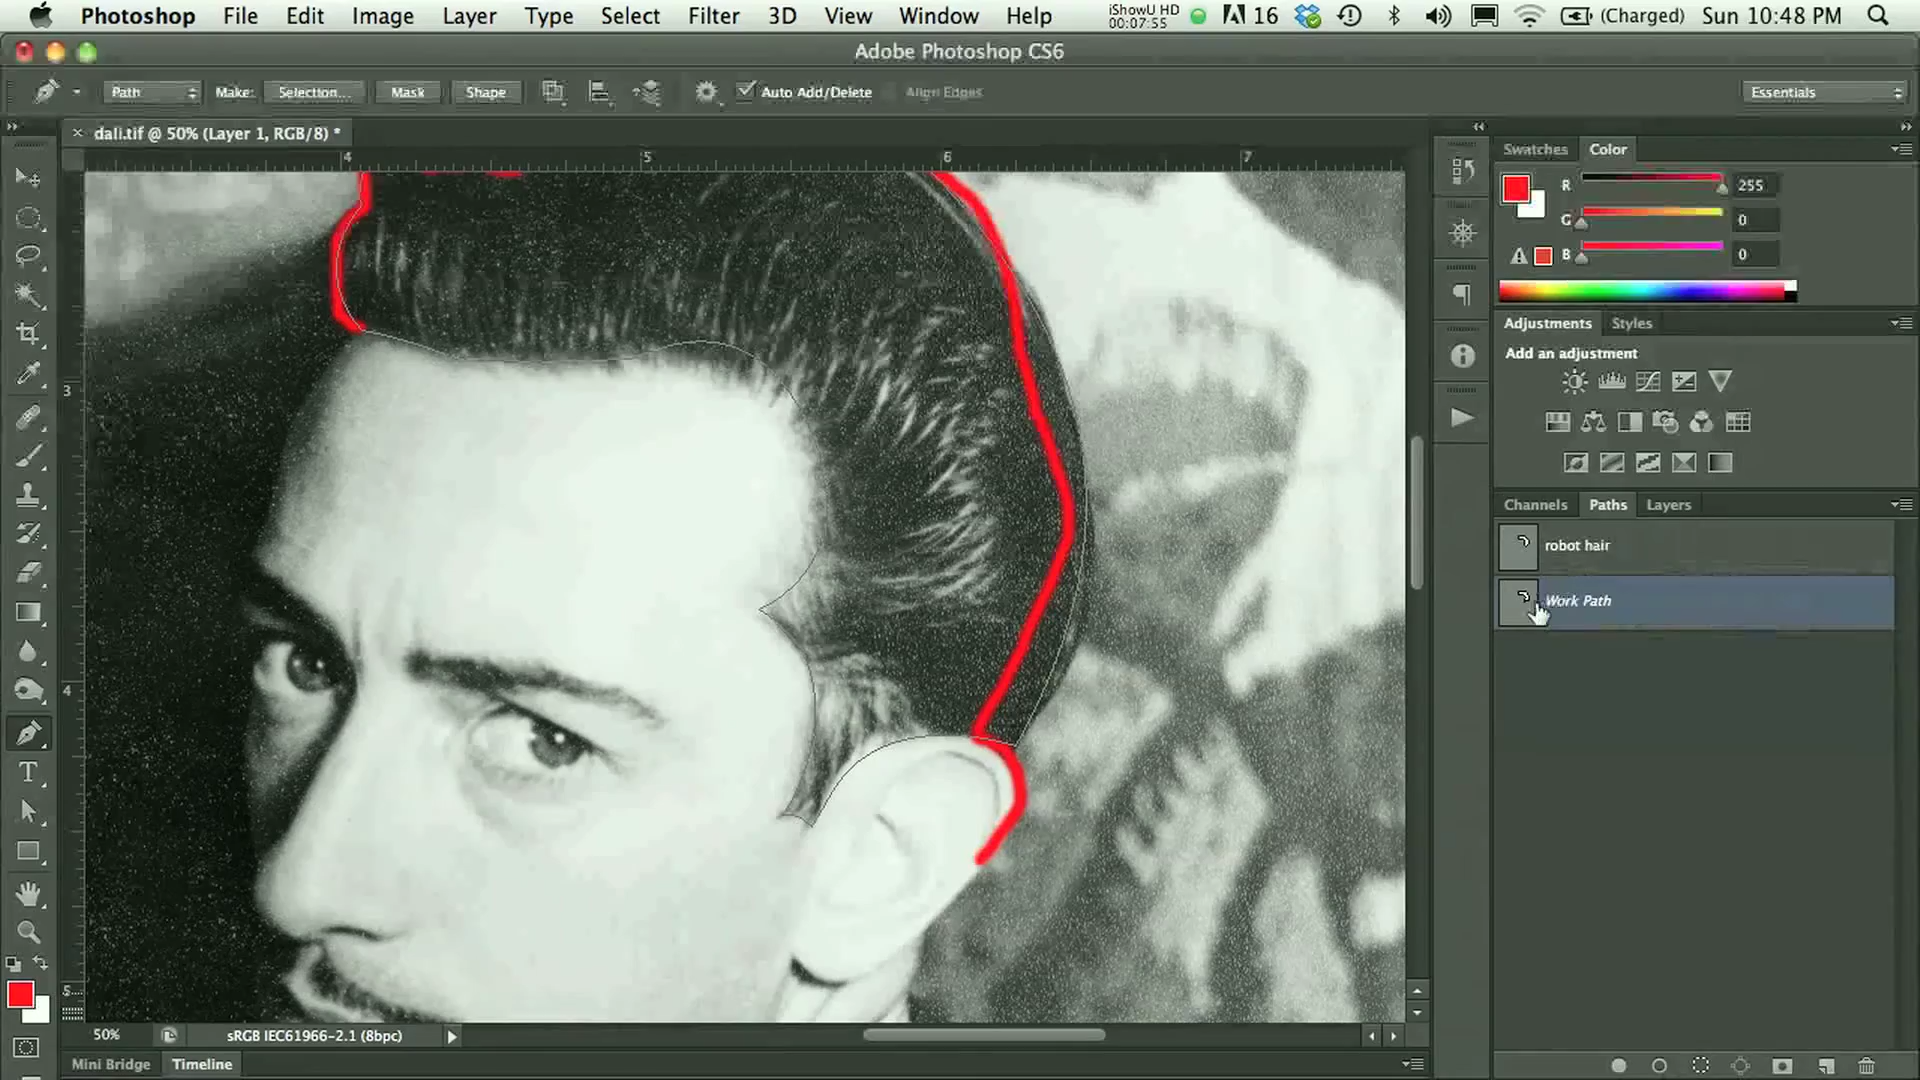 Photoshop File Edit Image Layer Type Select Filter 3D View Window Help iShowU HD 00:07:55 16 (Charged) Sun 10:48 PM
Adobe Photoshop CS6
Path Make: Selection... Mask Shape Auto Add/Delete Align Edges Essentials
× dali.tif @ 50% (Layer 1, RGB/8) *
4 5 6 7
3
4
5
Swatches Color
R 255
G 0
B 0
Adjustments Styles
Add an adjustment
Channels Paths Layers
robot hair
Work Path
50% sRGB IEC61966-2.1 (8bpc)
Mini Bridge Timeline